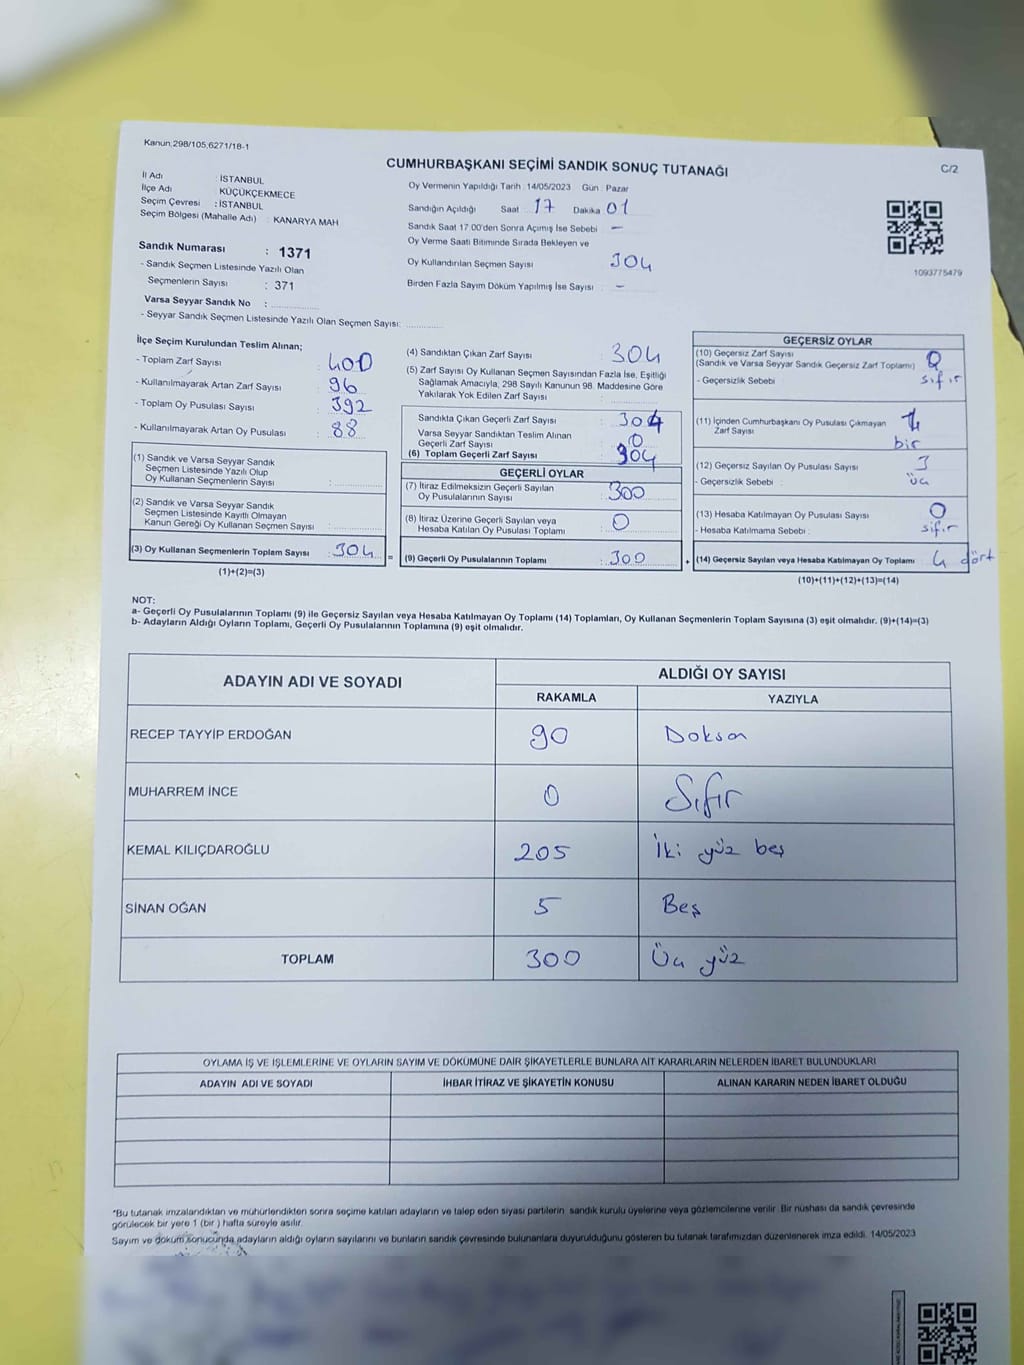 Kanun,298/105,6271/18-1
C/2
CUMHURBAŞKANI SEÇİMİ SANDIK SONUÇ TUTANAĞI
İl Adı : İSTANBUL
İlçe Adı : KÜÇÜKÇEKMECE
Seçim Çevresi : İSTANBUL
Seçim Bölgesi (Mahalle Adı) : KANARYA MAH
Sandık Numarası : 1371
- Sandık Seçmen Listesinde Yazılı Olan
Seçmenlerin Sayısı : 371
Varsa Seyyar Sandık No :
- Seyyar Sandık Seçmen Listesinde Yazılı Olan Seçmen Sayısı:
Oy Vermenin Yapıldığı Tarih : 14/05/2023 Gün : Pazar
Sandığın Açıldığı Saat 17 Dakika 01
Sandık Saat 17:00'den Sonra Açımış İse Sebebi –
Oy Verme Saati Bitiminde Sırada Bekleyen ve
Oy Kullandırılan Seçmen Sayısı 304
Birden Fazla Sayım Döküm Yapılmış İse Sayısı : –
1093775479
İlçe Seçim Kurulundan Teslim Alınan;
- Toplam Zarf Sayısı : 400
- Kullanılmayarak Artan Zarf Sayısı : 96
- Toplam Oy Pusulası Sayısı : 392
- Kullanılmayarak Artan Oy Pusulası : 88
(1) Sandık ve Varsa Seyyar Sandık
Seçmen Listesinde Yazılı Olup
Oy Kullanan Seçmenlerin Sayısı :
(2) Sandık ve Varsa Seyyar Sandık
Seçmen Listesinde Kayıtlı Olmayan
Kanun Gereği Oy Kullanan Seçmen Sayısı :
(3) Oy Kullanan Seçmenlerin Toplam Sayısı : 304 =
(1)+(2)=(3)
(4) Sandıktan Çıkan Zarf Sayısı : 304
(5) Zarf Sayısı Oy Kullanan Seçmen Sayısından Fazla İse, Eşitliği
Sağlamak Amacıyla, 298 Sayılı Kanunun 98. Maddesine Göre
Yakılarak Yok Edilen Zarf Sayısı :
Sandıkta Çıkan Geçerli Zarf Sayısı : 304
Varsa Seyyar Sandıktan Teslim Alınan
Geçerli Zarf Sayısı : 0
(6) Toplam Geçerli Zarf Sayısı : 304
GEÇERLİ OYLAR
(7) İtiraz Edilmeksizin Geçerli Sayılan
Oy Pusulalarının Sayısı : 300
(8) İtiraz Üzerine Geçerli Sayılan veya
Hesaba Katılan Oy Pusulası Toplamı : 0
(9) Geçerli Oy Pusulalarının Toplamı : 300 +
GEÇERSİZ OYLAR
(10) Geçersiz Zarf Sayısı
(Sandık ve Varsa Seyyar Sandık Geçersiz Zarf Toplamı) : 0
- Geçersizlik Sebebi : sıfır
(11) İçinden Cumhurbaşkanı Oy Pusulası Çıkmayan
Zarf Sayısı : 1
bir
(12) Geçersiz Sayılan Oy Pusulası Sayısı : 3
- Geçersizlik Sebebi : üç
(13) Hesaba Katılmayan Oy Pusulası Sayısı : 0
- Hesaba Katılmama Sebebi : sıfır
(14) Geçersiz Sayılan veya Hesaba Katılmayan Oy Toplamı : 4 dört
(10)+(11)+(12)+(13)=(14)
NOT:
a- Geçerli Oy Pusulalarının Toplamı (9) ile Geçersiz Sayılan veya Hesaba Katılmayan Oy Toplamı (14) Toplamları, Oy Kullanan Seçmenlerin Toplam Sayısına (3) eşit olmalıdır. (9)+(14)=(3)
b- Adayların Aldığı Oyların Toplamı, Geçerli Oy Pusulalarının Toplamına (9) eşit olmalıdır.
ADAYIN ADI VE SOYADI
ALDIĞI OY SAYISI
RAKAMLA YAZIYLA
RECEP TAYYİP ERDOĞAN 90 Doksan
MUHARREM İNCE 0 Sıfır
KEMAL KILIÇDAROĞLU 205 İki yüz beş
SİNAN OĞAN 5 Beş
TOPLAM 300 Üç yüz
OYLAMA İŞ VE İŞLEMLERİNE VE OYLARIN SAYIM VE DÖKÜMÜNE DAİR ŞİKAYETLERLE BUNLARA AİT KARARLARIN NELERDEN İBARET BULUNDUKLARI
ADAYIN ADI VE SOYADI İHBAR İTİRAZ VE ŞİKAYETİN KONUSU ALINAN KARARIN NEDEN İBARET OLDUĞU
*Bu tutanak imzalandıktan ve mühürlendikten sonra seçime katılan adayların ve talep eden siyasi partilerin sandık kurulu üyelerine veya gözlemcilerine verilir. Bir nüshası da sandık çevresinde
görülecek bir yere 1 (bir ) hafta süreyle asılır.
Sayım ve döküm sonucunda adayların aldığı oyların sayılarını ve bunların sandık çevresinde bulunanlara duyurulduğunu gösteren bu tutanak tarafımızdan düzenlenerek imza edildi. 14/05/2023